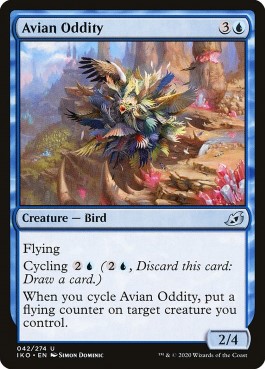 Avian Oddity 3
Creature — Bird
Flying
Cycling 2 (2, Discard this card:
Draw a card.)
When you cycle Avian Oddity, put a
flying counter on target creature you
control.
2/4
042/274 U
IKO • EN Simon Dominic ™ & © 2020 Wizards of the Coast